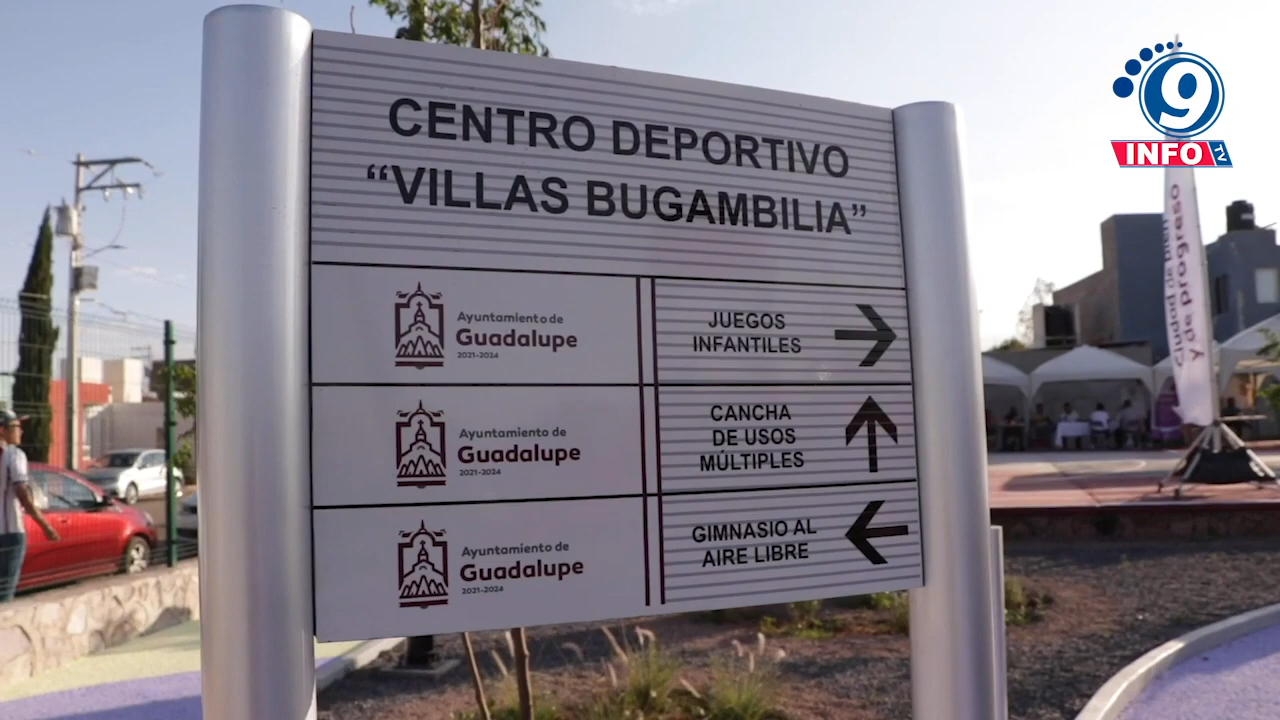 CENTRO DEPORTIVO
“VILLAS BUGAMBILIA”
Ayuntamiento de
Guadalupe
2021-2024
JUEGOS
INFANTILES
Ayuntamiento de
Guadalupe
2021-2024
CANCHA
DE USOS
MÚLTIPLES
Ayuntamiento de
Guadalupe
2021-2024
GIMNASIO AL
AIRE LIBRE
9
INFO TV
Ciudad de bien
y de progreso